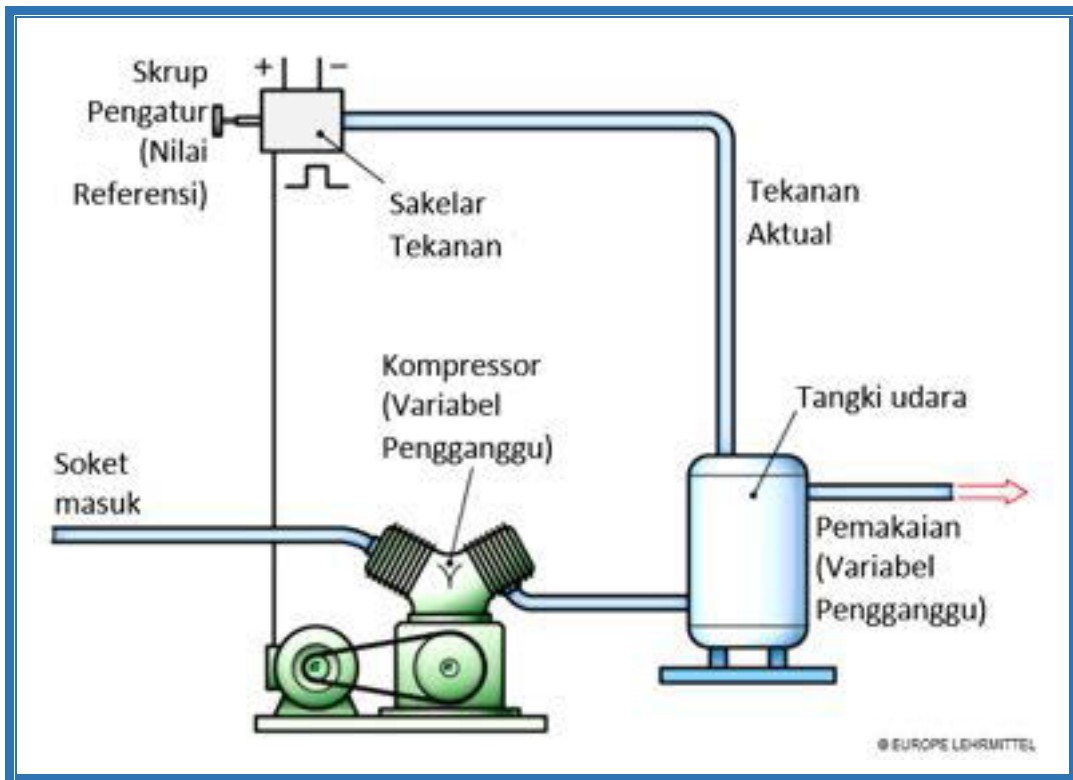 Skrup
Pengatur
(Nilai
Referensi)
+ −
Sakelar
Tekanan
Tekanan
Aktual
Kompressor
(Variabel
Pengganggu)
Tangki udara
Soket
masuk
Pemakaian
(Variabel
Pengganggu)
© EUROPE LEHRMITTEL